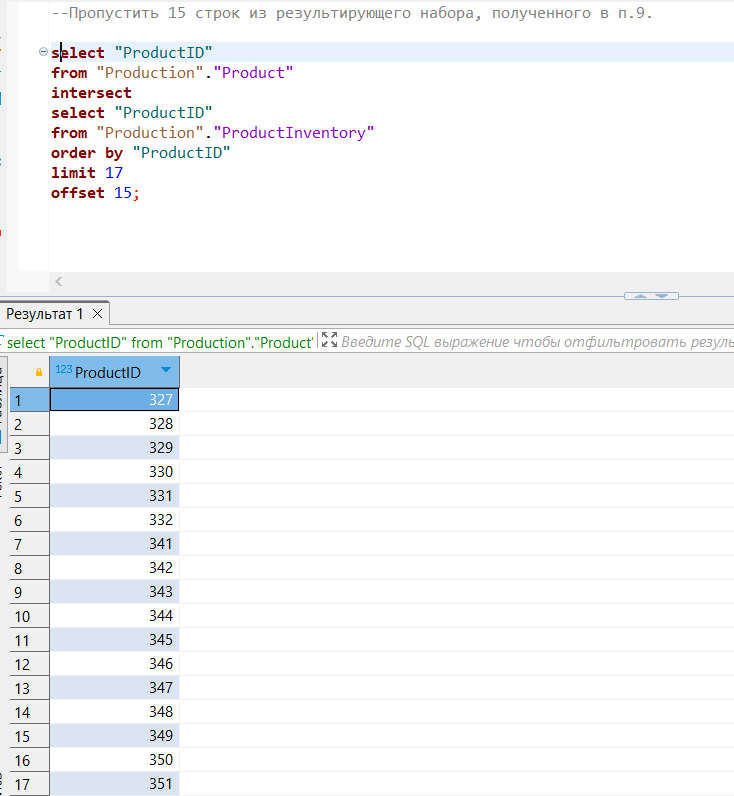 --Пропустить 15 строк из результирующего набора, полученного в п.9.
select "ProductID"
from "Production"."Product"
intersect
select "ProductID"
from "Production"."ProductInventory"
order by "ProductID"
limit 17
offset 15;
Результат 1
select "ProductID" from "Production"."Product" Введите SQL выражение чтобы отфильтровать резуль
123 ProductID
1 327
2 328
3 329
4 330
5 331
6 332
7 341
8 342
9 343
10 344
11 345
12 346
13 347
14 348
15 349
16 350
17 351